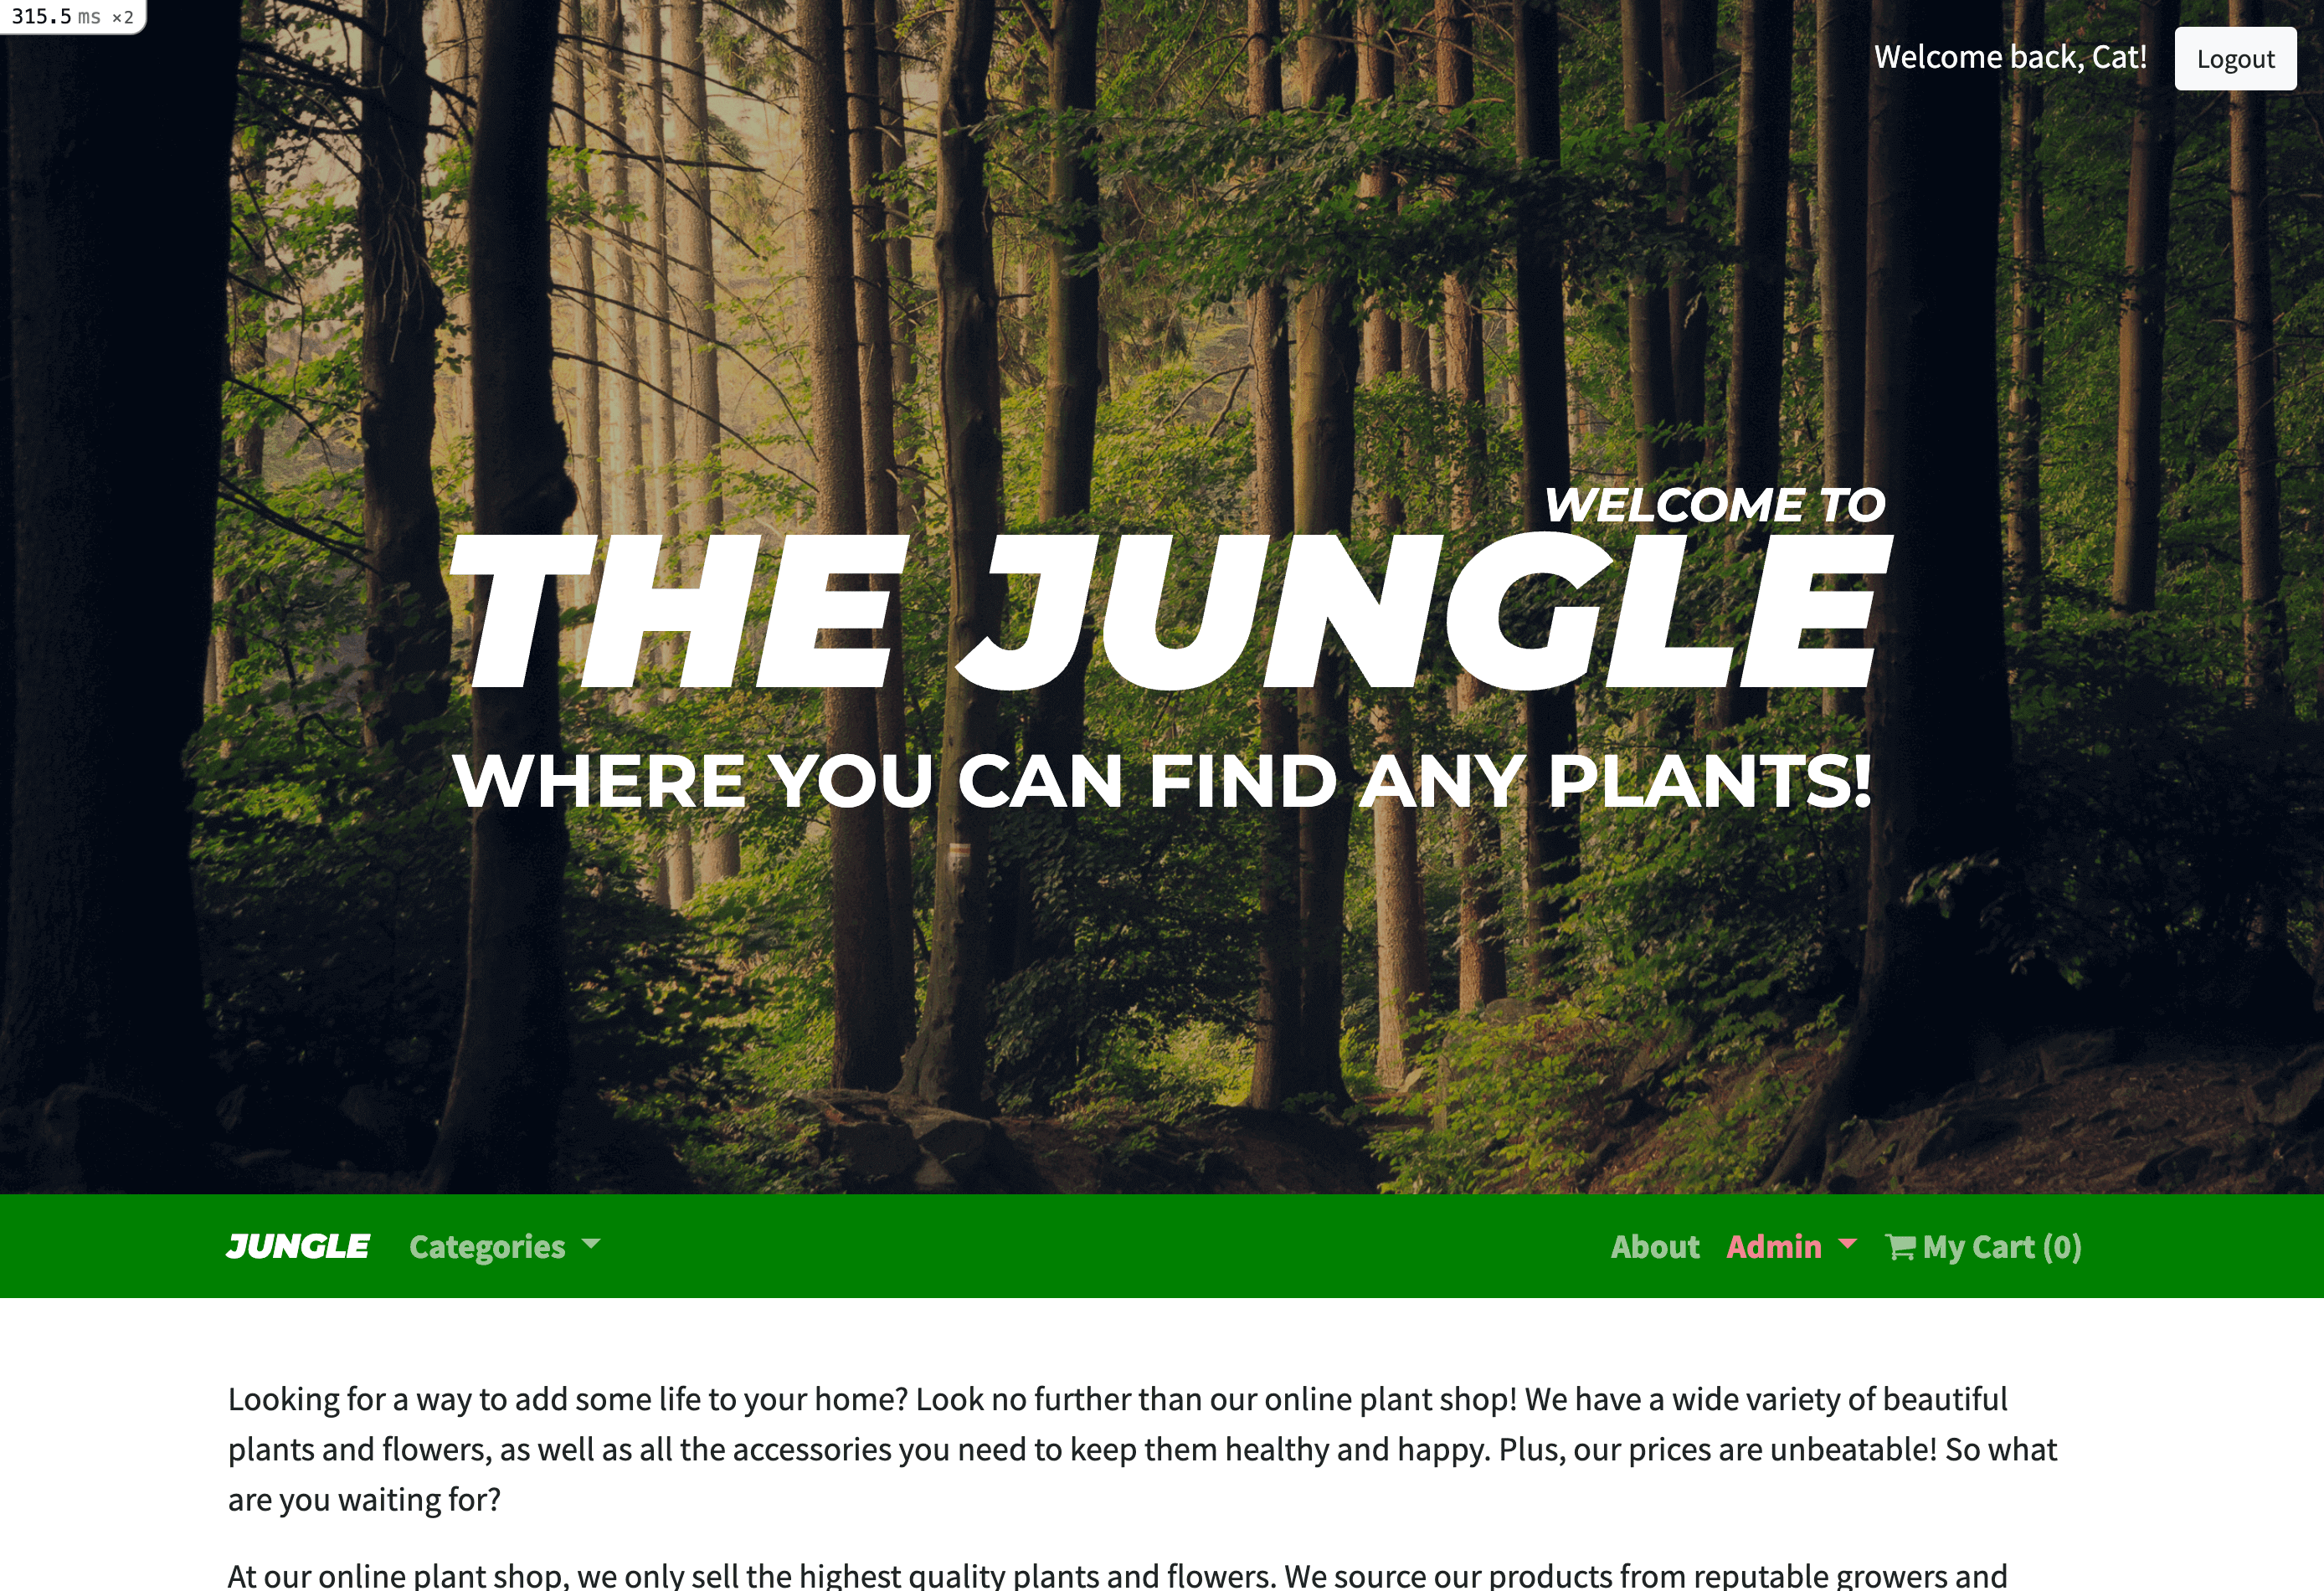 315.5 ms ×2
Welcome back, Cat! Logout
WELCOME TO
THE JUNGLE
WHERE YOU CAN FIND ANY PLANTS!
JUNGLE Categories About Admin My Cart (0)
Looking for a way to add some life to your home? Look no further than our online plant shop! We have a wide variety of beautiful
plants and flowers, as well as all the accessories you need to keep them healthy and happy. Plus, our prices are unbeatable! So what
are you waiting for?
At our online plant shop, we only sell the highest quality plants and flowers. We source our products from reputable growers and